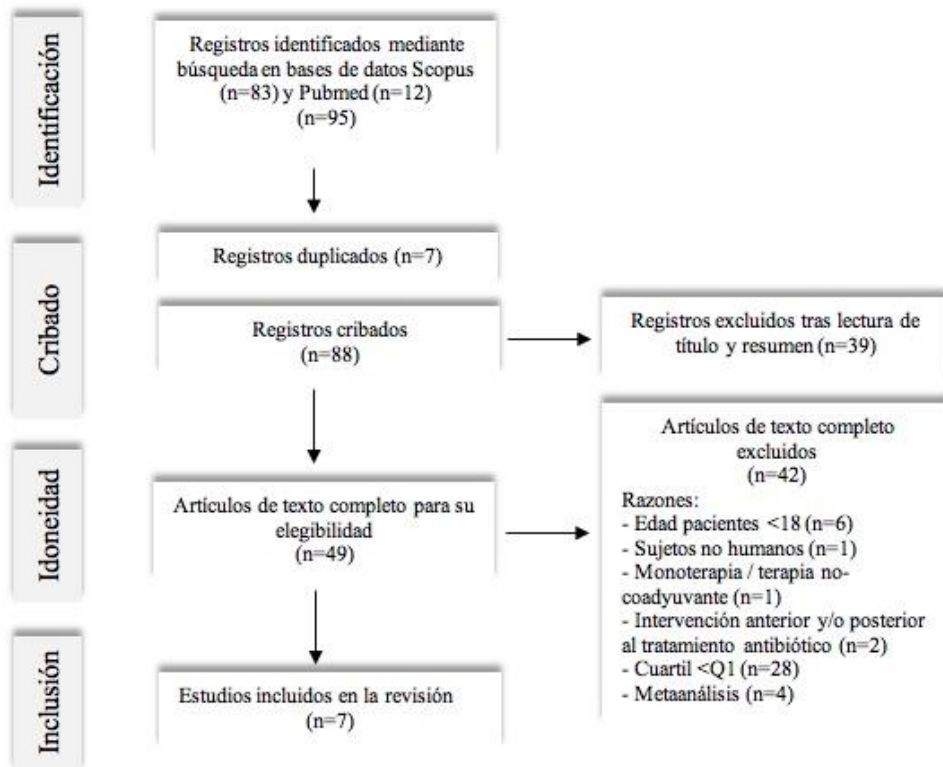 Identificación
Registros identificados mediante
búsqueda en bases de datos Scopus
(n=83) y Pubmed (n=12)
(n=95)
Cribado
Registros duplicados (n=7)
Registros cribados
(n=88)
Registros excluidos tras lectura de
título y resumen (n=39)
Idoneidad
Artículos de texto completo para su
elegibilidad
(n=49)
Artículos de texto completo
excluidos
(n=42)
Razones:
- Edad pacientes <18 (n=6)
- Sujetos no humanos (n=1)
- Monoterapia / terapia no-
coadyuvante (n=1)
- Intervención anterior y/o posterior
al tratamiento antibiótico (n=2)
- Cuartil <Q1 (n=28)
- Metaanálisis (n=4)
Inclusión
Estudios incluidos en la revisión
(n=7)